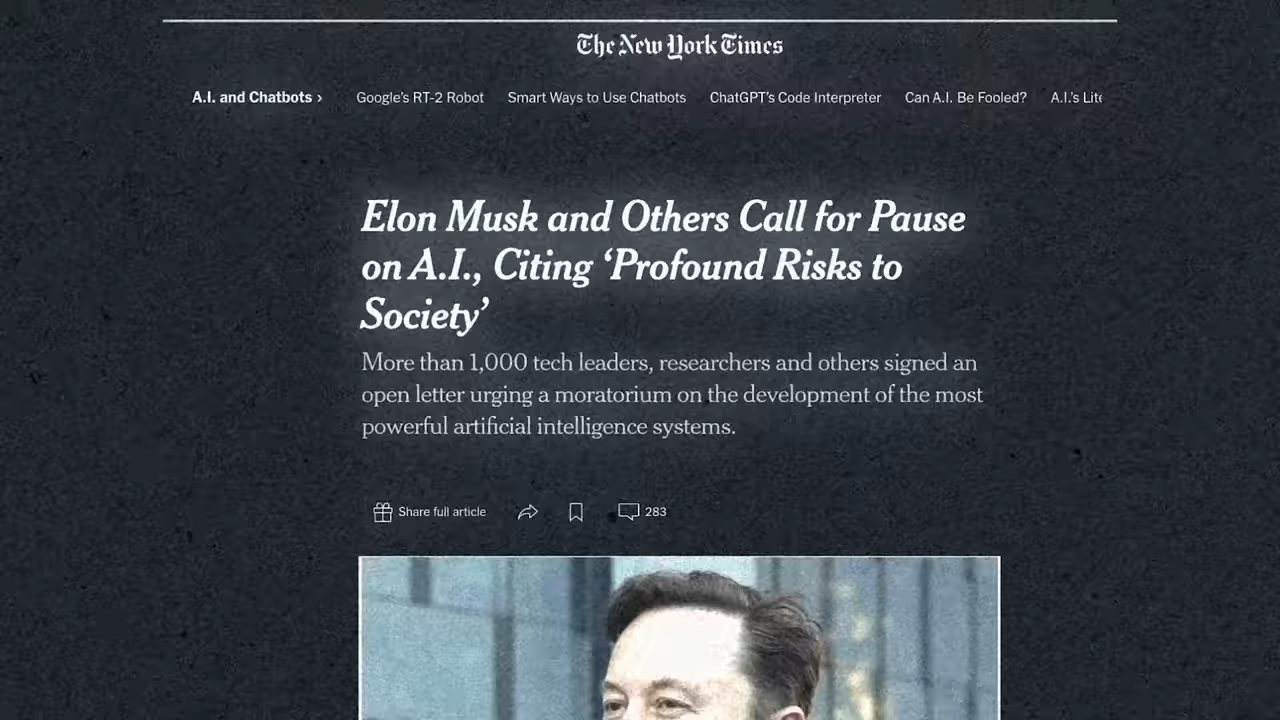 The New York Times
A.I. and Chatbots › Google's RT-2 Robot Smart Ways to Use Chatbots ChatGPT's Code Interpreter Can A.I. Be Fooled? A.I.'s Lite
Elon Musk and Others Call for Pause
on A.I., Citing ‘Profound Risks to
Society’
More than 1,000 tech leaders, researchers and others signed an
open letter urging a moratorium on the development of the most
powerful artificial intelligence systems.
Share full article 283